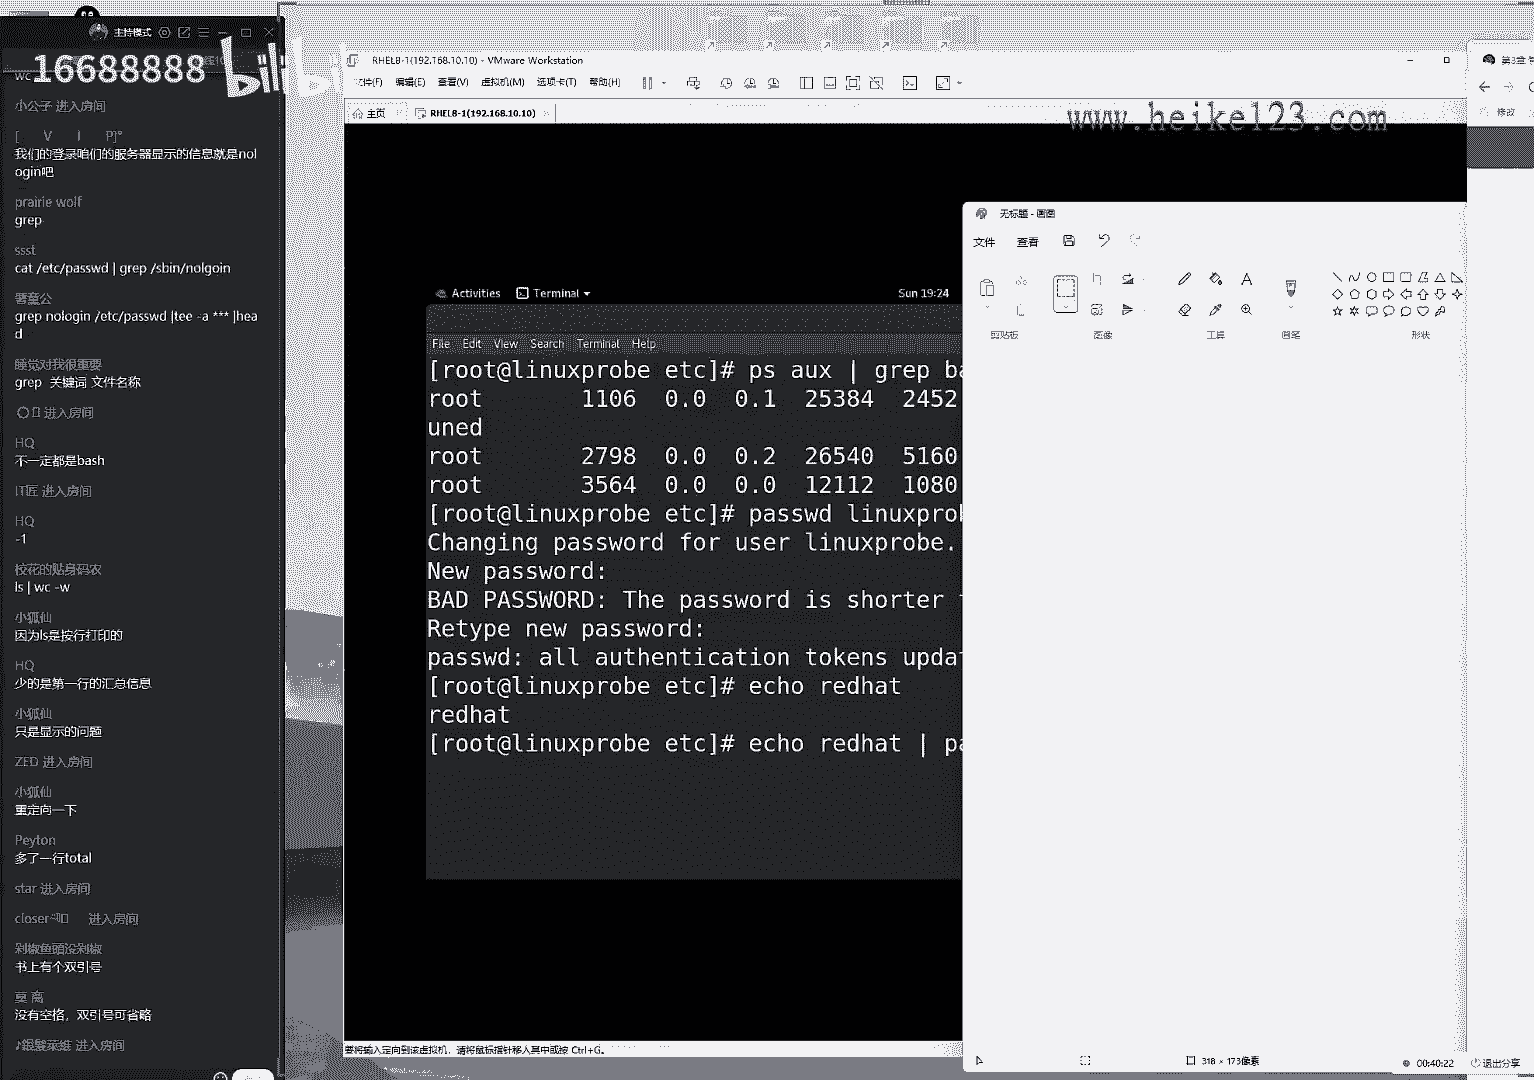 主持模式
16688888
bilibi
wc
小公子 进入房间
[ V I P]°
我们的登录咱们的服务器显示的信息就是nol
ogin吧
prairie wolf
grep
ssst
cat /etc/passwd | grep /sbin/nolgoin
grep nologin /etc/passwd |tee -a *** |hea
d
睡觉对我很重要
grep 关键词 文件名称
进入房间
HQ
不一定都是bash
IT匠 进入房间
HQ
-1
校花的贴身码农
ls | wc -w
小狐仙
因为ls是按行打印的
HQ
少的是第一行的汇总信息
小狐仙
只是显示的问题
ZED 进入房间
小狐仙
重定向一下
Peyton
多了一行total
star 进入房间
closer 进入房间
剁椒鱼頭没剁椒
书上有个双引号
莫 离
没有空格，双引号可省略
进入房间
RHEL8-1(192.168.10.10) - VMware Workstation
文件(F) 编辑(E) 查看(V) 虚拟机(M) 选项卡(T) 帮助(H)
主页 RHEL8-1(192.168.10.10)
www.heike123.com
Activities Terminal Sun 19:24
File Edit View Search Terminal Help
[root@linuxprobe etc]# ps aux | grep ba
root 1106 0.0 0.1 25384 2452
uned
root 2798 0.0 0.2 26540 5160
root 3564 0.0 0.0 12112 1080
[root@linuxprobe etc]# passwd linuxprob
Changing password for user linuxprobe.
New password:
BAD PASSWORD: The password is shorter
Retype new password:
passwd: all authentication tokens updat
[root@linuxprobe etc]# echo redhat
redhat
[root@linuxprobe etc]# echo redhat | pa
要将输入定向到该虚拟机，请将鼠标指针移入其中或按 Ctrl+G。
无标题 - 画图
文件 查看
剪贴板 图像 工具 画笔 形状
318 × 173像素
第3章 管
修改
00:40:22 退出分享